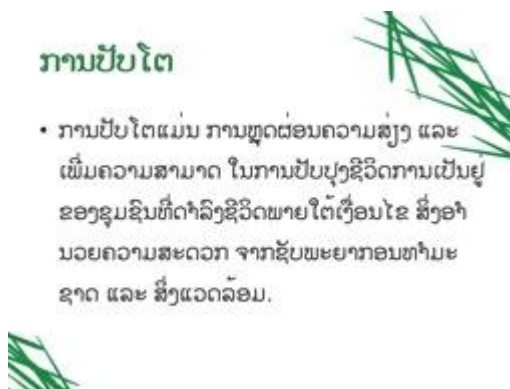 ການປັບໂຕ
• ການປັບໂຕແມ່ນ ການຫຼຸດຜ່ອນຄວາມສ່ຽງ ແລະ
ເພີ່ມຄວາມສາມາດ ໃນການປັບປຸງຊີວິດການເປັນຢູ່
ຂອງຊຸມຊົນທີ່ດຳລົງຊີວິດພາຍໃຕ້ເງື່ອນໄຂ ສິ່ງອຳ
ນວຍຄວາມສະດວກ ຈາກຊັບພະຍາກອນທຳມະ
ຊາດ ແລະ ສິ່ງແວດລ້ອມ.